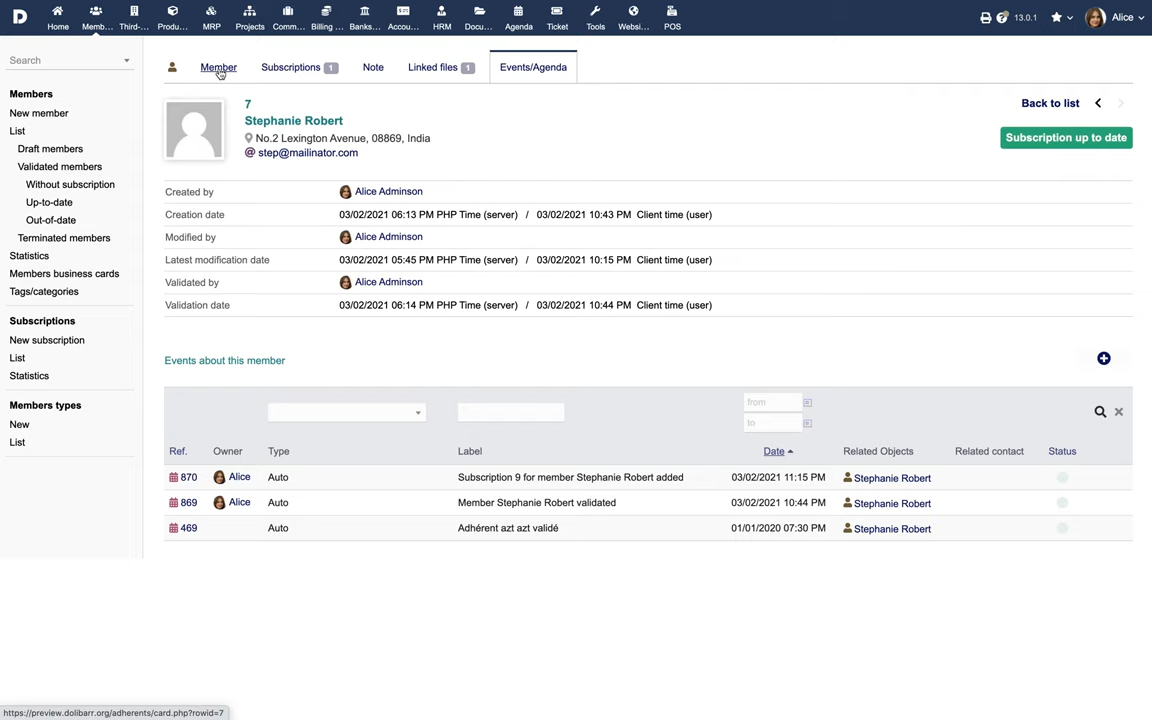 Home Memb... Third-... Produ... MRP Projects Comm... Billing ... Banks... Accou... HRM Docu... Agenda Ticket Tools Websi... POS 13.0.1 Alice
Search
Members
New member
List
Draft members
Validated members
Without subscription
Up-to-date
Out-of-date
Terminated members
Statistics
Members business cards
Tags/categories
Subscriptions
New subscription
List
Statistics
Members types
New
List
Member Subscriptions 1 Note Linked files 1 Events/Agenda
7
Stephanie Robert
No.2 Lexington Avenue, 08869, India
@ step@mailinator.com
Back to list
Subscription up to date
Created by Alice Adminson
Creation date 03/02/2021 06:13 PM PHP Time (server) / 03/02/2021 10:43 PM Client time (user)
Modified by Alice Adminson
Latest modification date 03/02/2021 05:45 PM PHP Time (server) / 03/02/2021 10:15 PM Client time (user)
Validated by Alice Adminson
Validation date 03/02/2021 06:14 PM PHP Time (server) / 03/02/2021 10:44 PM Client time (user)
Events about this member
from
to
Ref. Owner Type Label Date Related Objects Related contact Status
870 Alice Auto Subscription 9 for member Stephanie Robert added 03/02/2021 11:15 PM Stephanie Robert
869 Alice Auto Member Stephanie Robert validated 03/02/2021 10:44 PM Stephanie Robert
469 Auto Adhérent azt azt validé 01/01/2020 07:30 PM Stephanie Robert
https://preview.dolibarr.org/adherents/card.php?rowid=7